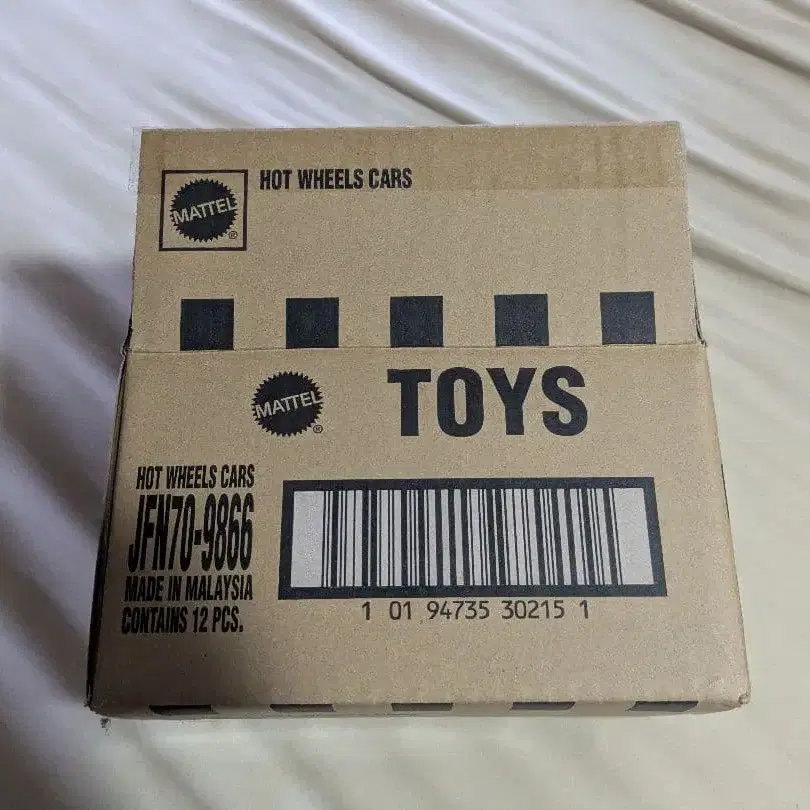 MATTEL
®
HOT WHEELS CARS
MATTEL
®
TOYS
HOT WHEELS CARS
JFN70-9866
MADE IN MALAYSIA
CONTAINS 12 PCS.
1 01 94735 30215 1